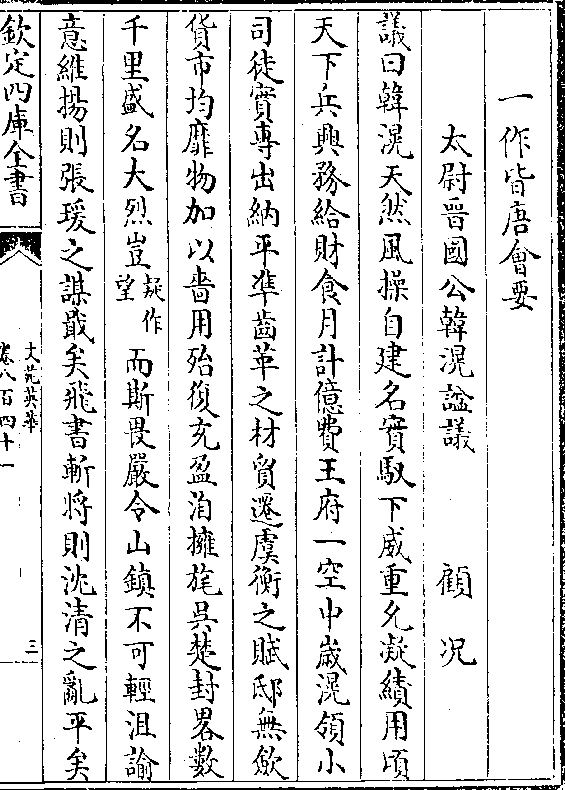 一作皆唐會要
太尉晋國公韓滉諡議　顧况
議曰韓滉天然風操自建名實馭下威重允凝績用頃
天下兵興務給財食月計億費王府一空中嵗滉領小
司徒實專出納平準齒革之材貿遷虞衡之賦邸無斂
貨市均靡物加以嗇用殆復充盈洎擁旄吳楚封畧數
千里盛名大烈豈疑作望而斯畏嚴令山鎮不可輕沮諭
意維揚則張瑗之謀戢矣飛書斬將則沈清之亂平矣
欽定四庫全書
文苑英華
卷八百四十一
三